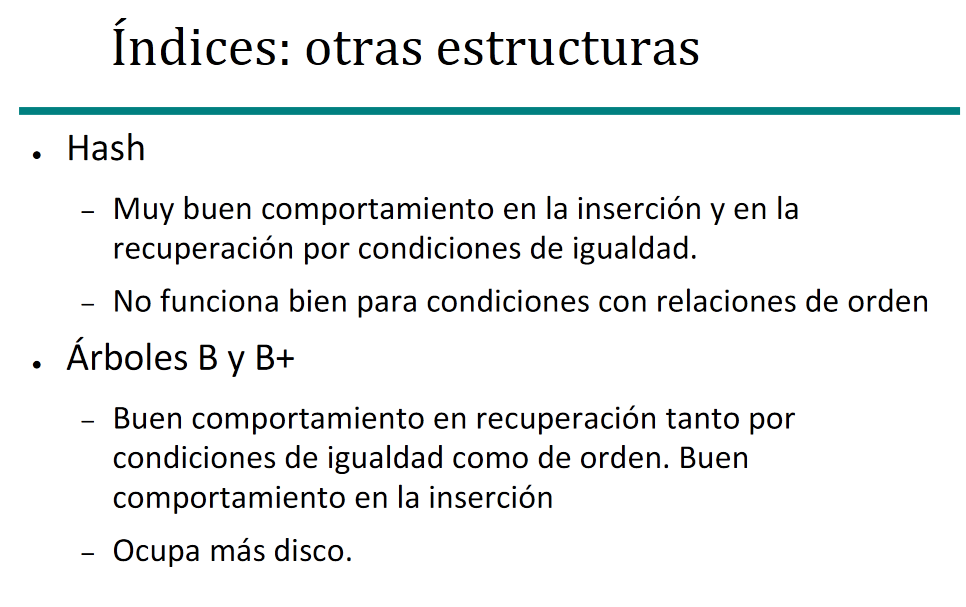 Índices: otras estructuras
• Hash
– Muy buen comportamiento en la inserción y en la
recuperación por condiciones de igualdad.
– No funciona bien para condiciones con relaciones de orden
• Árboles B y B+
– Buen comportamiento en recuperación tanto por
condiciones de igualdad como de orden. Buen
comportamiento en la inserción
– Ocupa más disco.